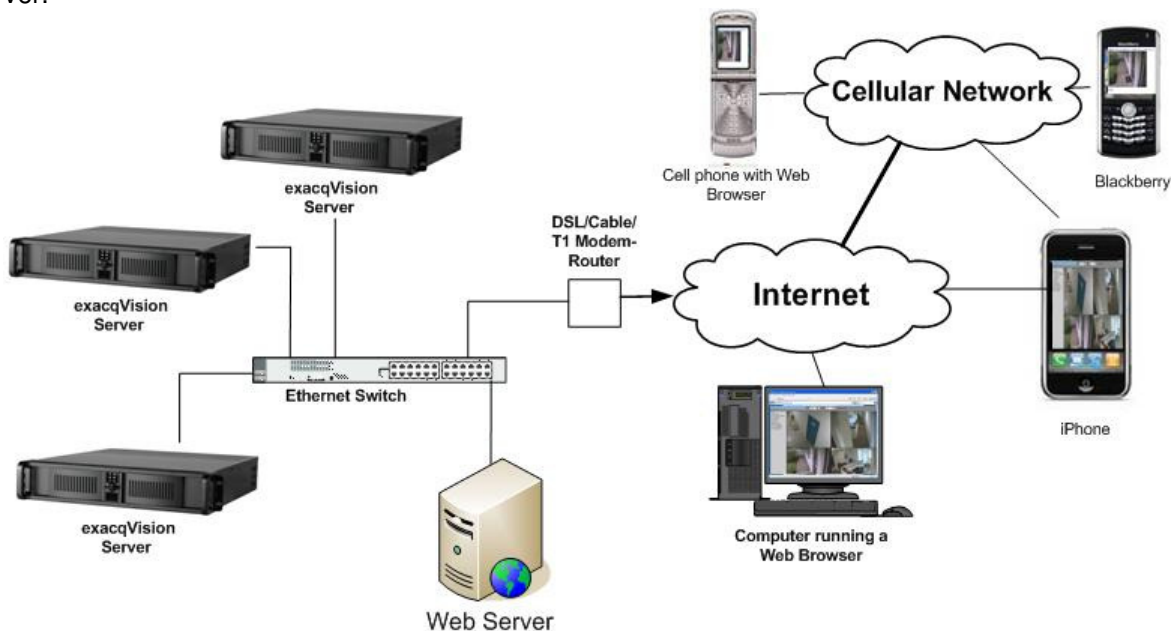 exacqVision
Server
exacqVision
Server
exacqVision
Server
Ethernet Switch
Web Server
DSL/Cable/
T1 Modem-
Router
Internet
Cellular Network
Cell phone with Web
Browser
Blackberry
iPhone
Computer running a
Web Browser